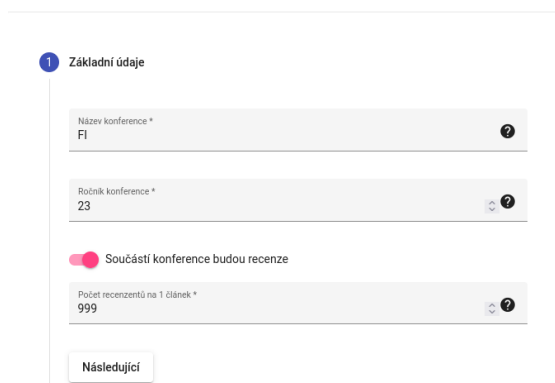 1 Základní údaje
Název konference *
FI
Ročník konference *
23
Součástí konference budou recenze
Počet recenzentů na 1 článek *
999
Následující